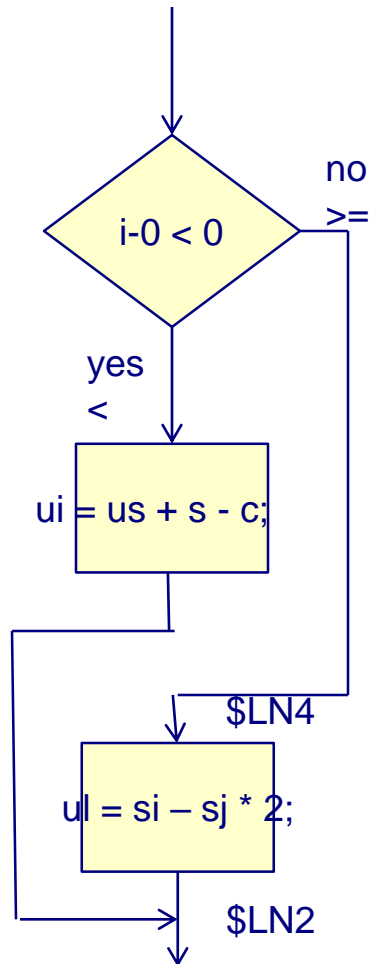 no
>=
i-0 < 0
yes
<
ui = us + s - c;
$LN4
ul = si – sj * 2;
$LN2